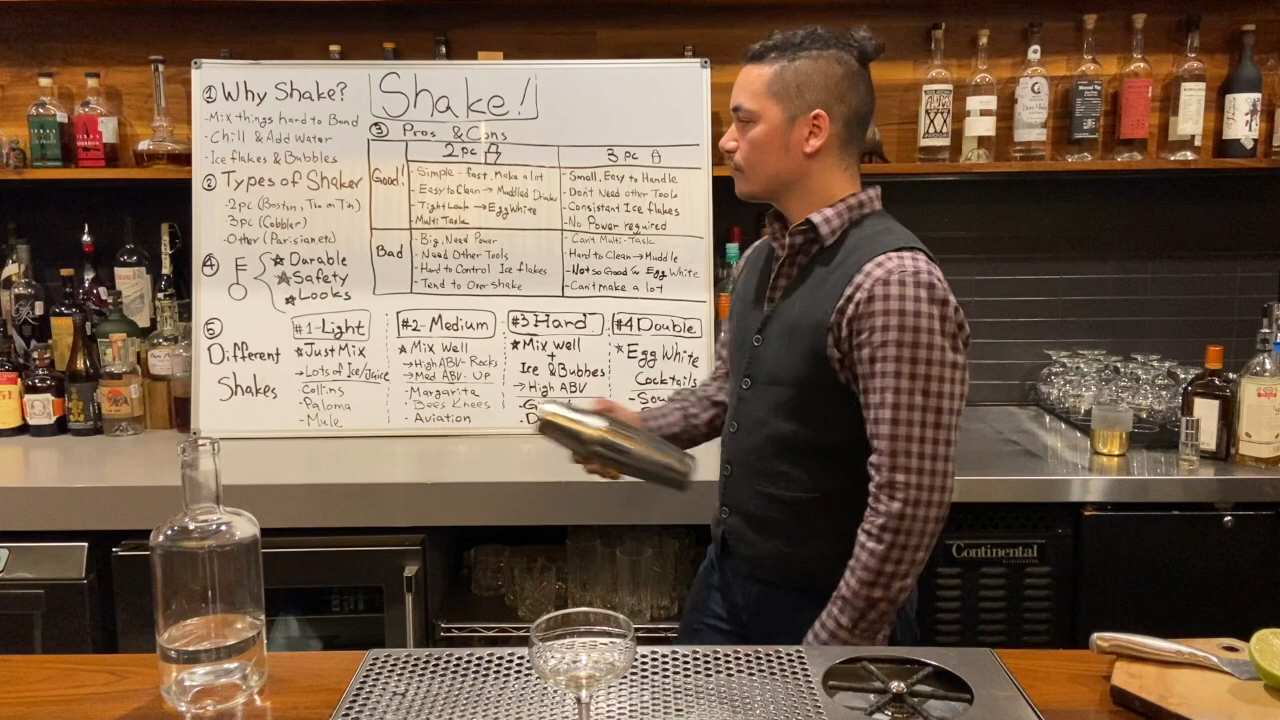 Shake!
① Why Shake?
-Mix things hard to Band
-Chill & Add Water
-Ice flakes & Bubbles
② Types of Shaker
-2pc (Boston, Tin on Tin)
3pc (Cobbler)
-Other (Parisian, etc)
③ Pros & Cons
2pc
3pc
Good!
- Simple - fast, Make a lot
- Easy to Clean → Muddled Drinks
- Tight Lock → Egg White
- Multi Task
- Small, Easy to Handle
- Don't Need other Tools
- Consistant Ice flakes
- No Power required
Bad
- Big, Need Power
- Need Other Tools
- Hard to Control Ice flakes
- Tend to Over shake
- Can't Multi-Task
- Hard to Clean → Muddle
- Not so Good w Egg White
- Can't make a lot
④
★ Durable
★ Safety
★ Looks
⑤ Different Shakes
#1-Light
★ Just Mix
→ Lots of Ice/Juice
- Collins
- Paloma
- Mule
#2-Medium
★ Mix Well
→ High ABV- Rocks
→ Med ABV- Up
- Margarita
- Bees Knees
- Aviation
#3 Hard
★ Mix well
+
Ice & Bubbles
→ High ABV
#4 Double
★ Egg White
Cocktails
Continental